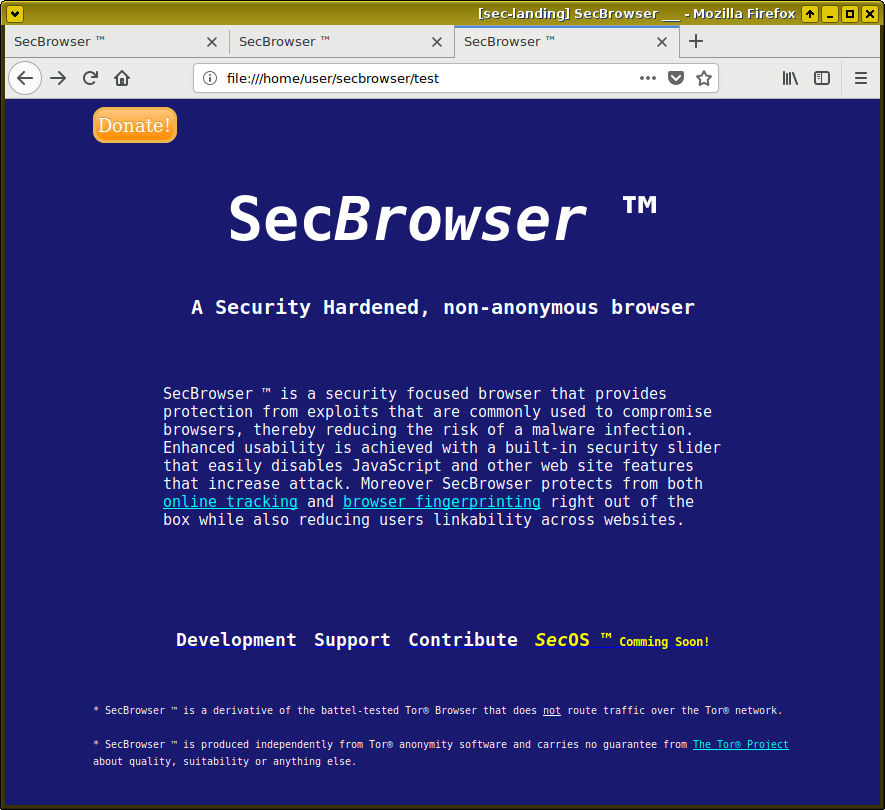 [sec-landing] SecBrowser ___ - Mozilla Firefox
SecBrowser ™ SecBrowser ™ SecBrowser ™
file:///home/user/secbrowser/test
Donate!
SecBrowser ™
A Security Hardened, non-anonymous browser
SecBrowser ™ is a security focused browser that provides
protection from exploits that are commonly used to compromise
browsers, thereby reducing the risk of a malware infection.
Enhanced usability is achieved with a built-in security slider
that easily disables JavaScript and other web site features
that increase attack. Moreover SecBrowser protects from both
online tracking and browser fingerprinting right out of the
box while also reducing users linkability across websites.
Development Support Contribute SecOS ™ Comming Soon!
* SecBrowser ™ is a derivative of the battel-tested Tor® Browser that does not route traffic over the Tor® network.
* SecBrowser ™ is produced independently from Tor® anonymity software and carries no guarantee from The Tor® Project
about quality, suitability or anything else.